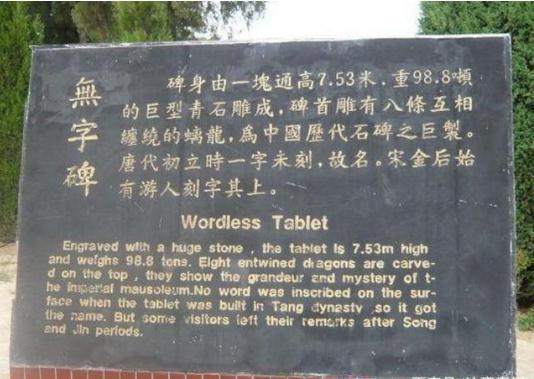 無字碑
碑身由一塊通高7.53米，重98.8噸
的巨型青石雕成，碑首雕有八條互相
纏繞的螭龍，爲中國歷代石碑之巨製。
唐代初立時一字未刻，故名。宋金后始
有游人刻字其上。
Wordless Tablet
Engraved with a huge stone , the tablet is 7.53m high
and weighs 98.8 tons. Eight entwined dragons are carve-
d on the top , they show the grandeur and mystery of t-
he imperial mausoleum.No word was inscribed on the sur-
face when the tablet was built in Tang dynasty ,so it got
the name. But some visitors left their remarks after Song
and Jin periods.